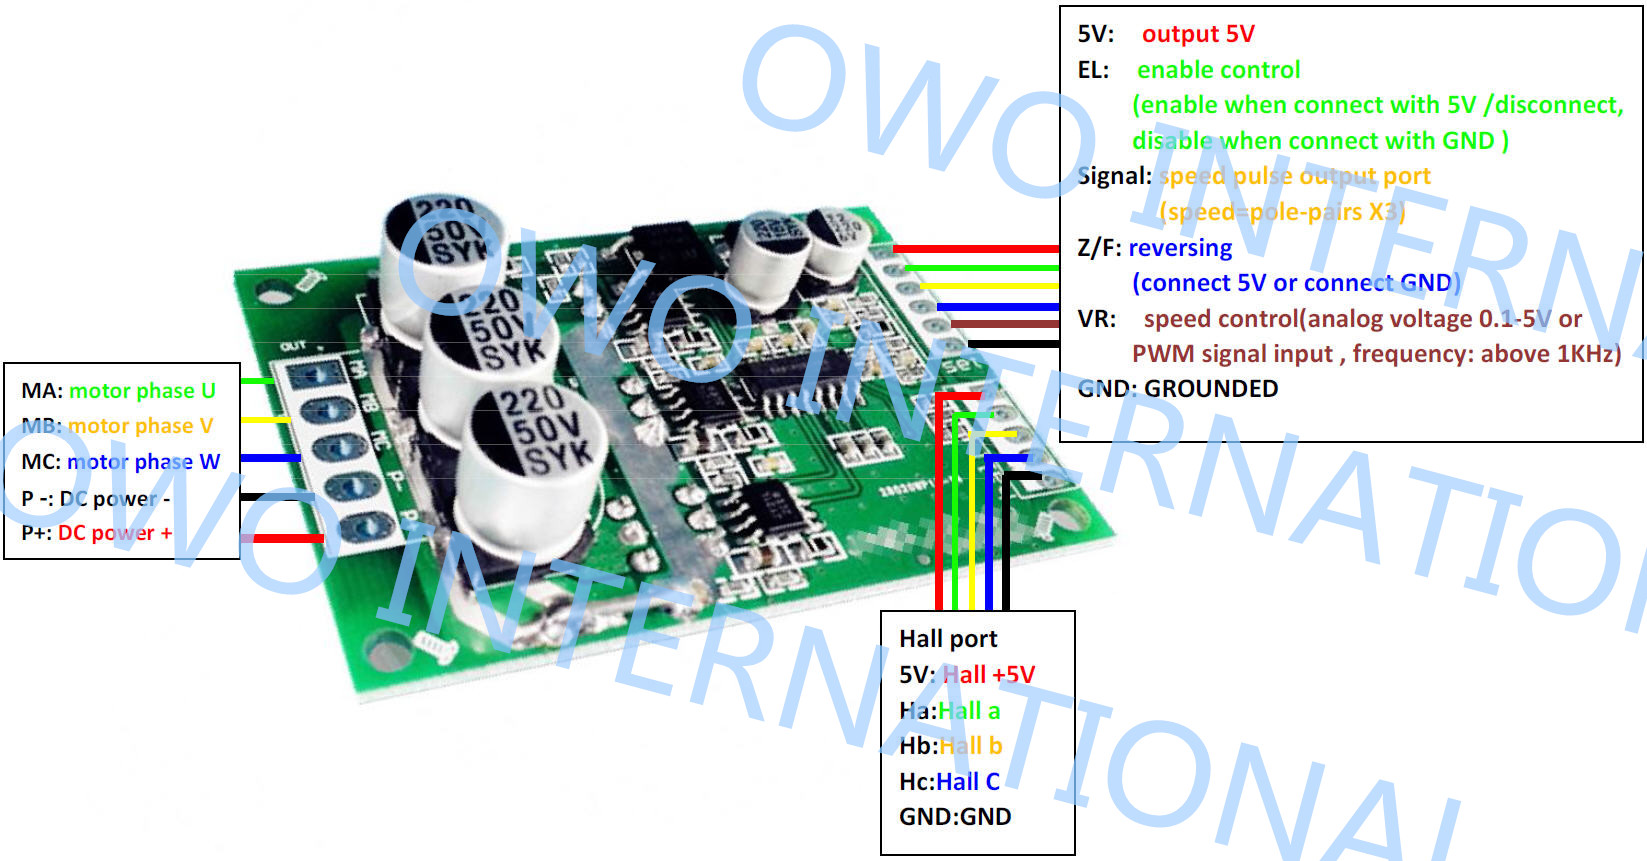 5V: output 5V
EL: enable control
(enable when connect with 5V /disconnect,
disable when connect with GND )
Signal: speed pulse output port
(speed=pole-pairs X3)
Z/F: reversing
(connect 5V or connect GND)
VR: speed control(analog voltage 0.1-5V or
PWM signal input , frequency: above 1KHz)
GND: GROUNDED
MA: motor phase U
MB: motor phase V
MC: motor phase W
P -: DC power -
P+: DC power +
Hall port
5V: Hall +5V
Ha:Hall a
Hb:Hall b
Hc:Hall C
GND:GND
220
50V
SYK
220
50V
SYK
220
50V
SYK
OUT
MA
MB
MC
P-
OWO INTERNATIONAL
OWO INTERNATIONAL
OWO INTERNATIONAL